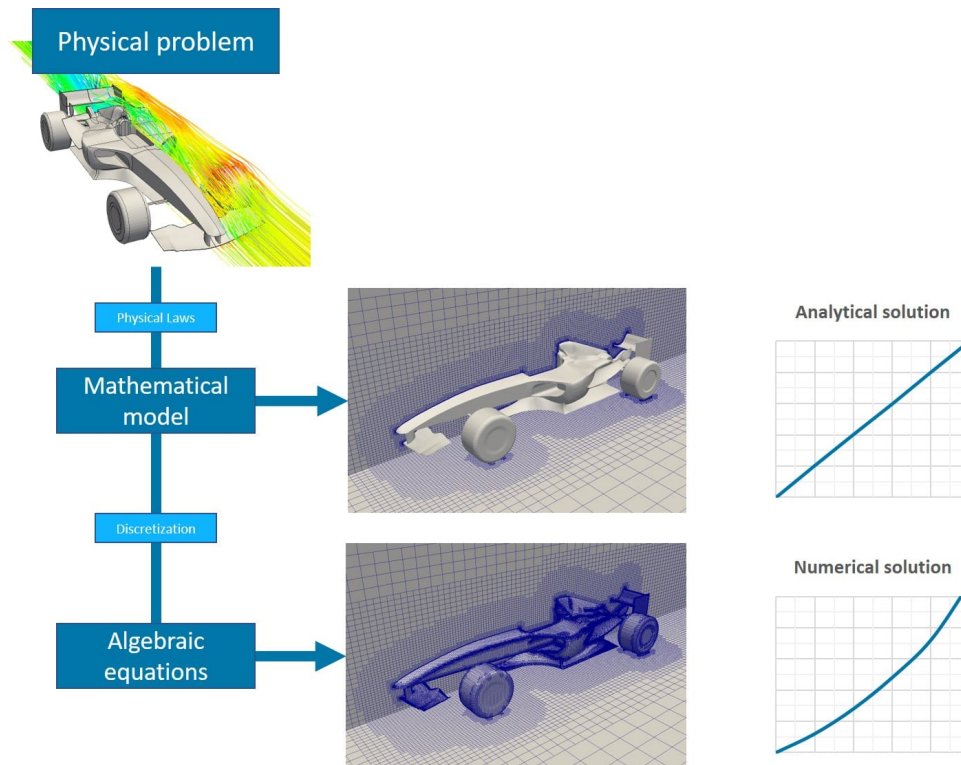 Physical problem
Physical Laws
Mathematical
model
Analytical solution
Discretization
Numerical solution
Algebraic
equations